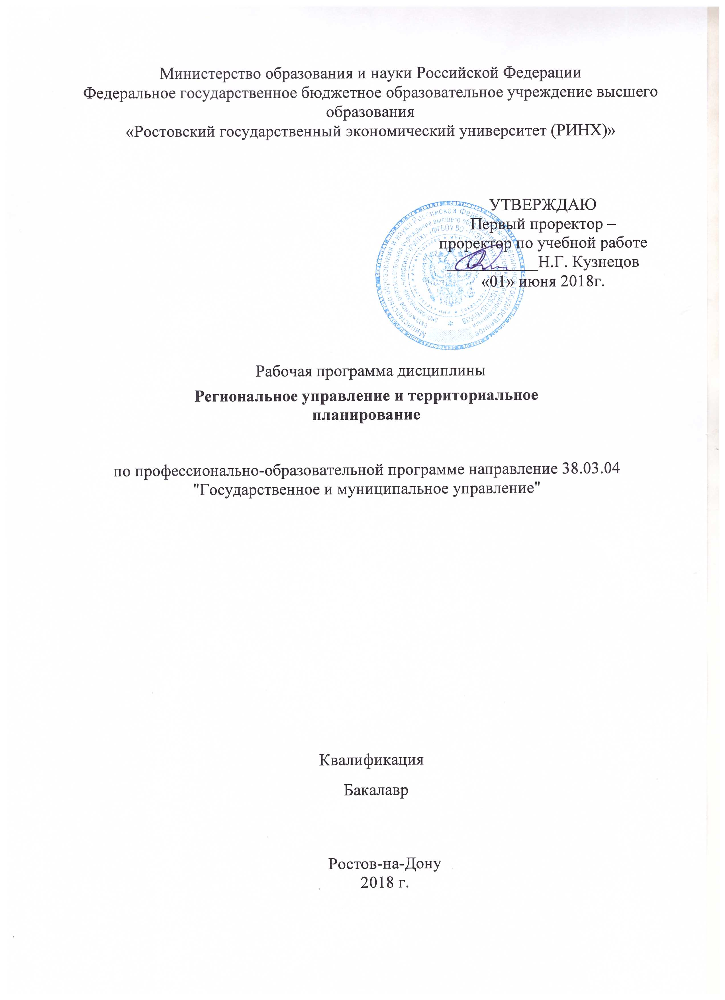 Министерство образования и науки Российской Федерации
Федеральное государственное бюджетное образовательное учреждение высшего
образования
«Ростовский государственный экономический университет (РИНХ)»
УТВЕРЖДАЮ
Первый проректор –
проректор по учебной работе
Н.Г. Кузнецов
«01» июня 2018г.
Рабочая программа дисциплины
Региональное управление и территориальное
планирование
по профессионально-образовательной программе направление 38.03.04
"Государственное и муниципальное управление"
Квалификация
Бакалавр
Ростов-на-Дону
2018 г.